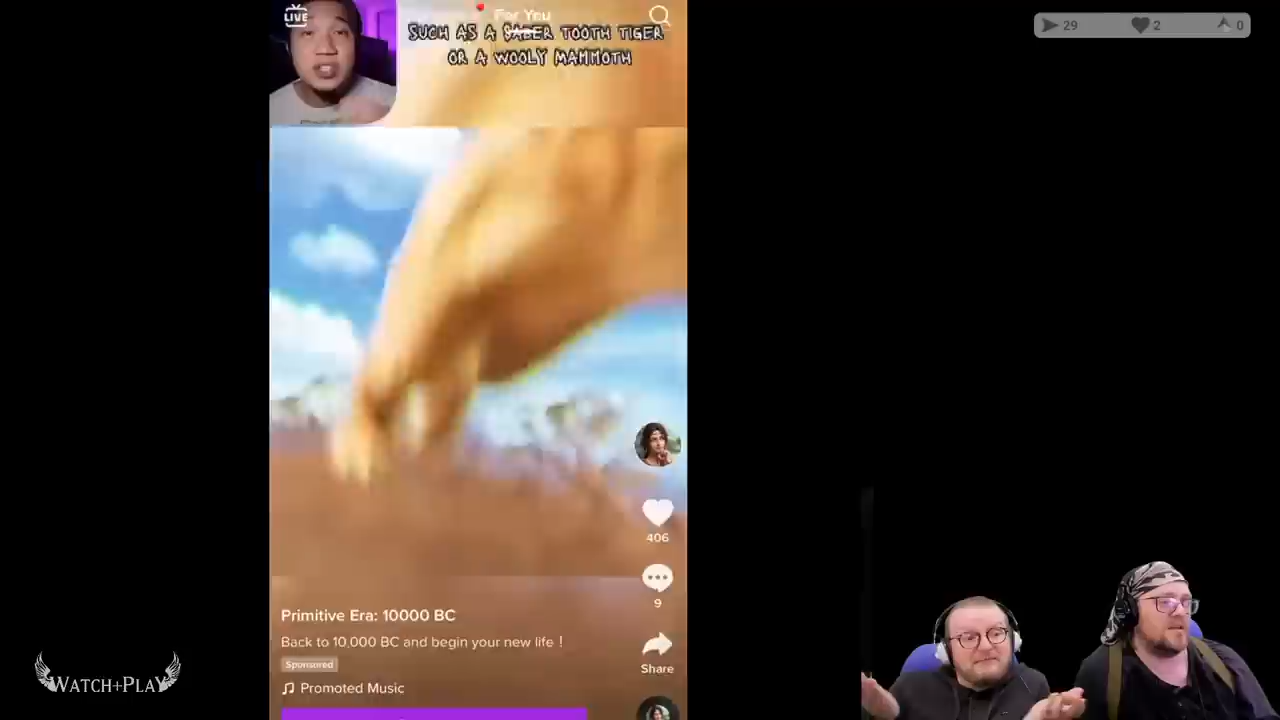 LIVE
For You
SUCH AS A SABER TOOTH TIGER
OR A WOOLY MAMMOTH
29
2
0
406
9
Share
Primitive Era: 10000 BC
Back to 10,000 BC and begin your new life !
Sponsored
Promoted Music
WATCH+PLAY